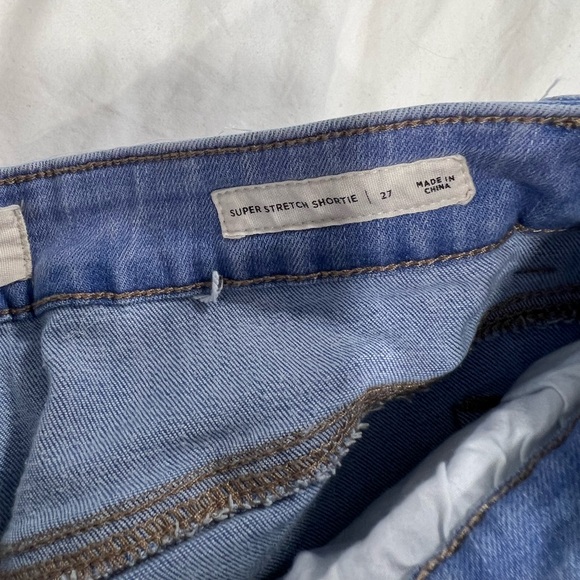 SUPER STRETCH SHORTIE | 27 MADE IN
CHINA